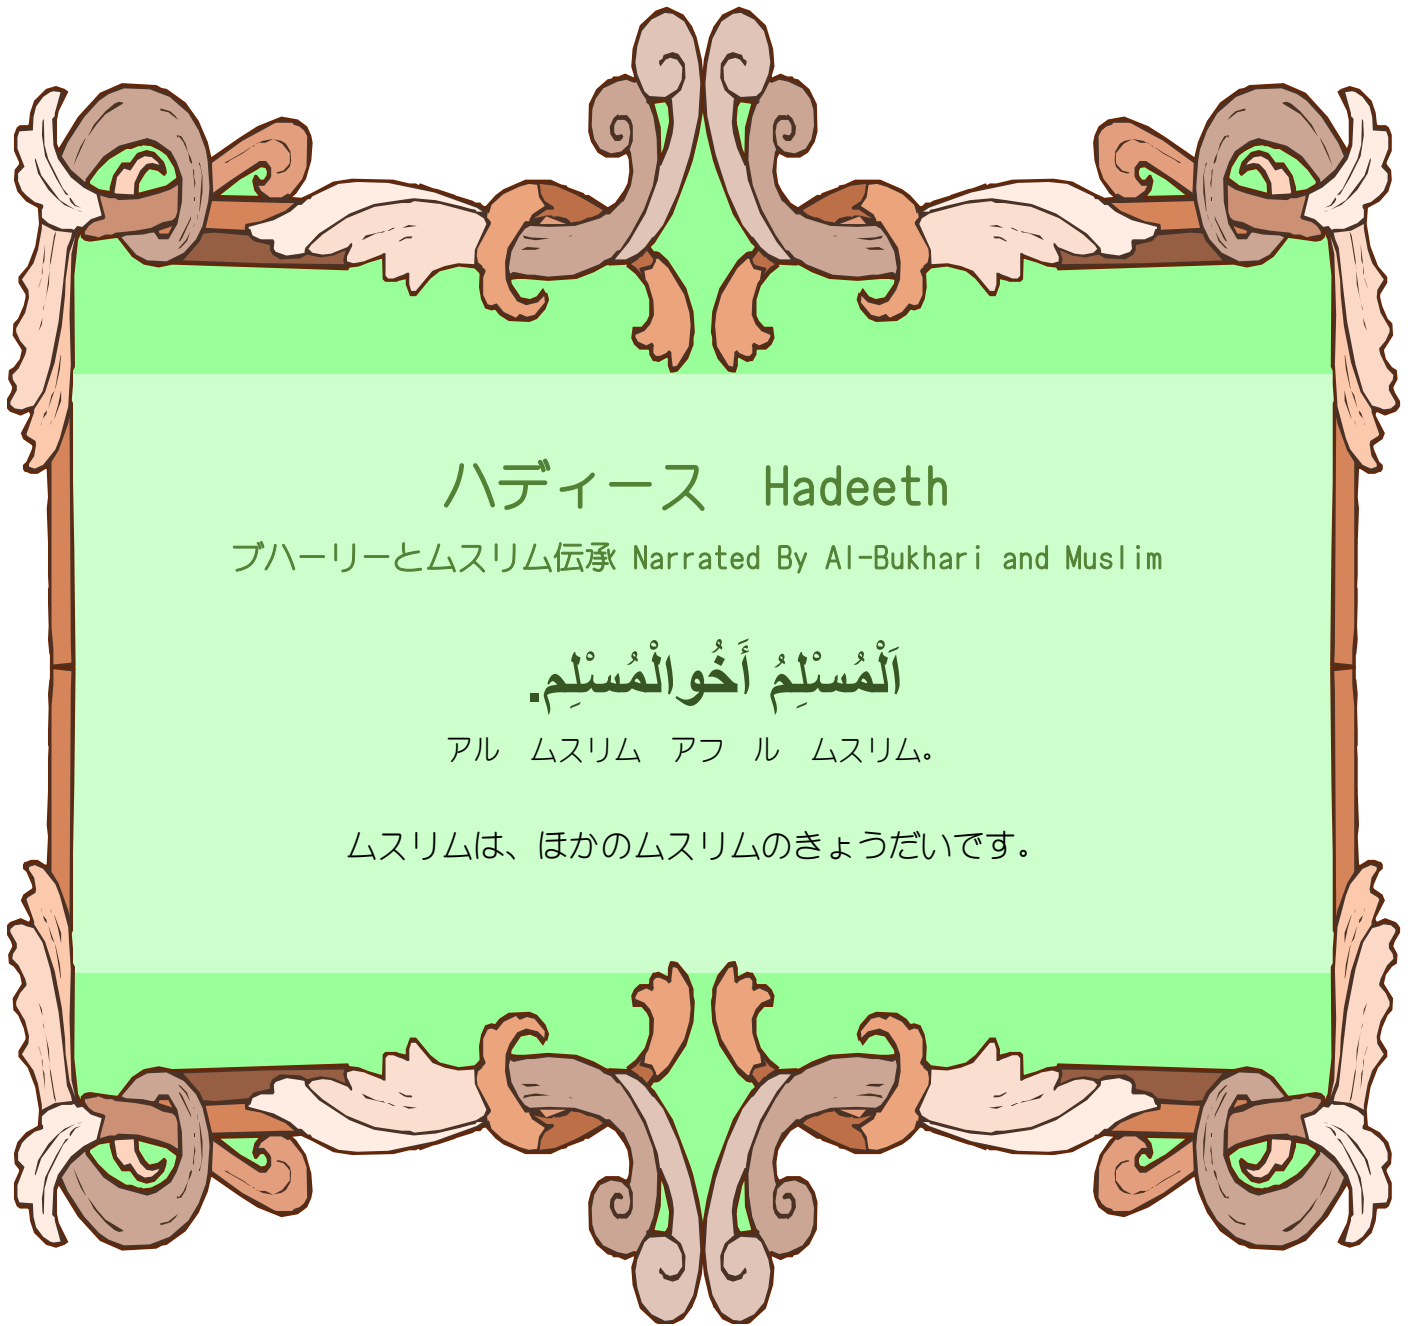 ハディース　Hadeeth
ブハーリーとムスリム伝承 Narrated By Al-Bukhari and Muslim
اَلْمُسْلِمُ أَخُوالْمُسْلِم.
アル　ムスリム　アフ　ル　ムスリム。
ムスリムは、ほかのムスリムのきょうだいです。